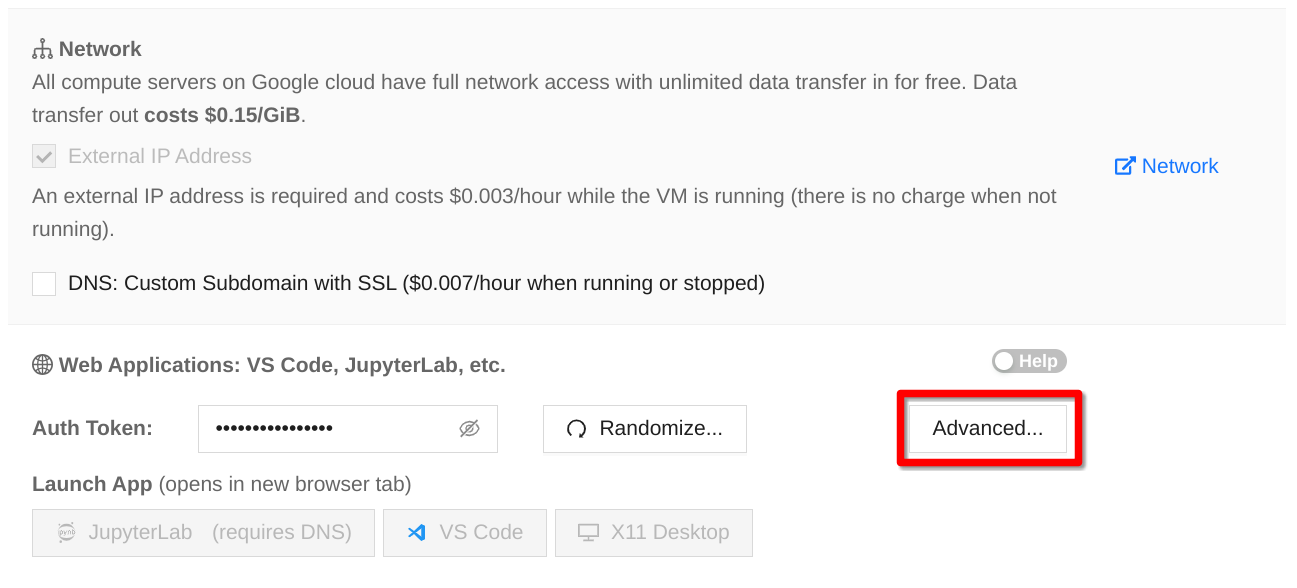 Network
All compute servers on Google cloud have full network access with unlimited data transfer in for free. Data
transfer out costs $0.15/GiB.
External IP Address
Network
An external IP address is required and costs $0.003/hour while the VM is running (there is no charge when not
running).
DNS: Custom Subdomain with SSL ($0.007/hour when running or stopped)
Web Applications: VS Code, JupyterLab, etc.
Help
Auth Token: •••••••••••••••• Randomize... Advanced...
Launch App (opens in new browser tab)
JupyterLab (requires DNS) VS Code X11 Desktop